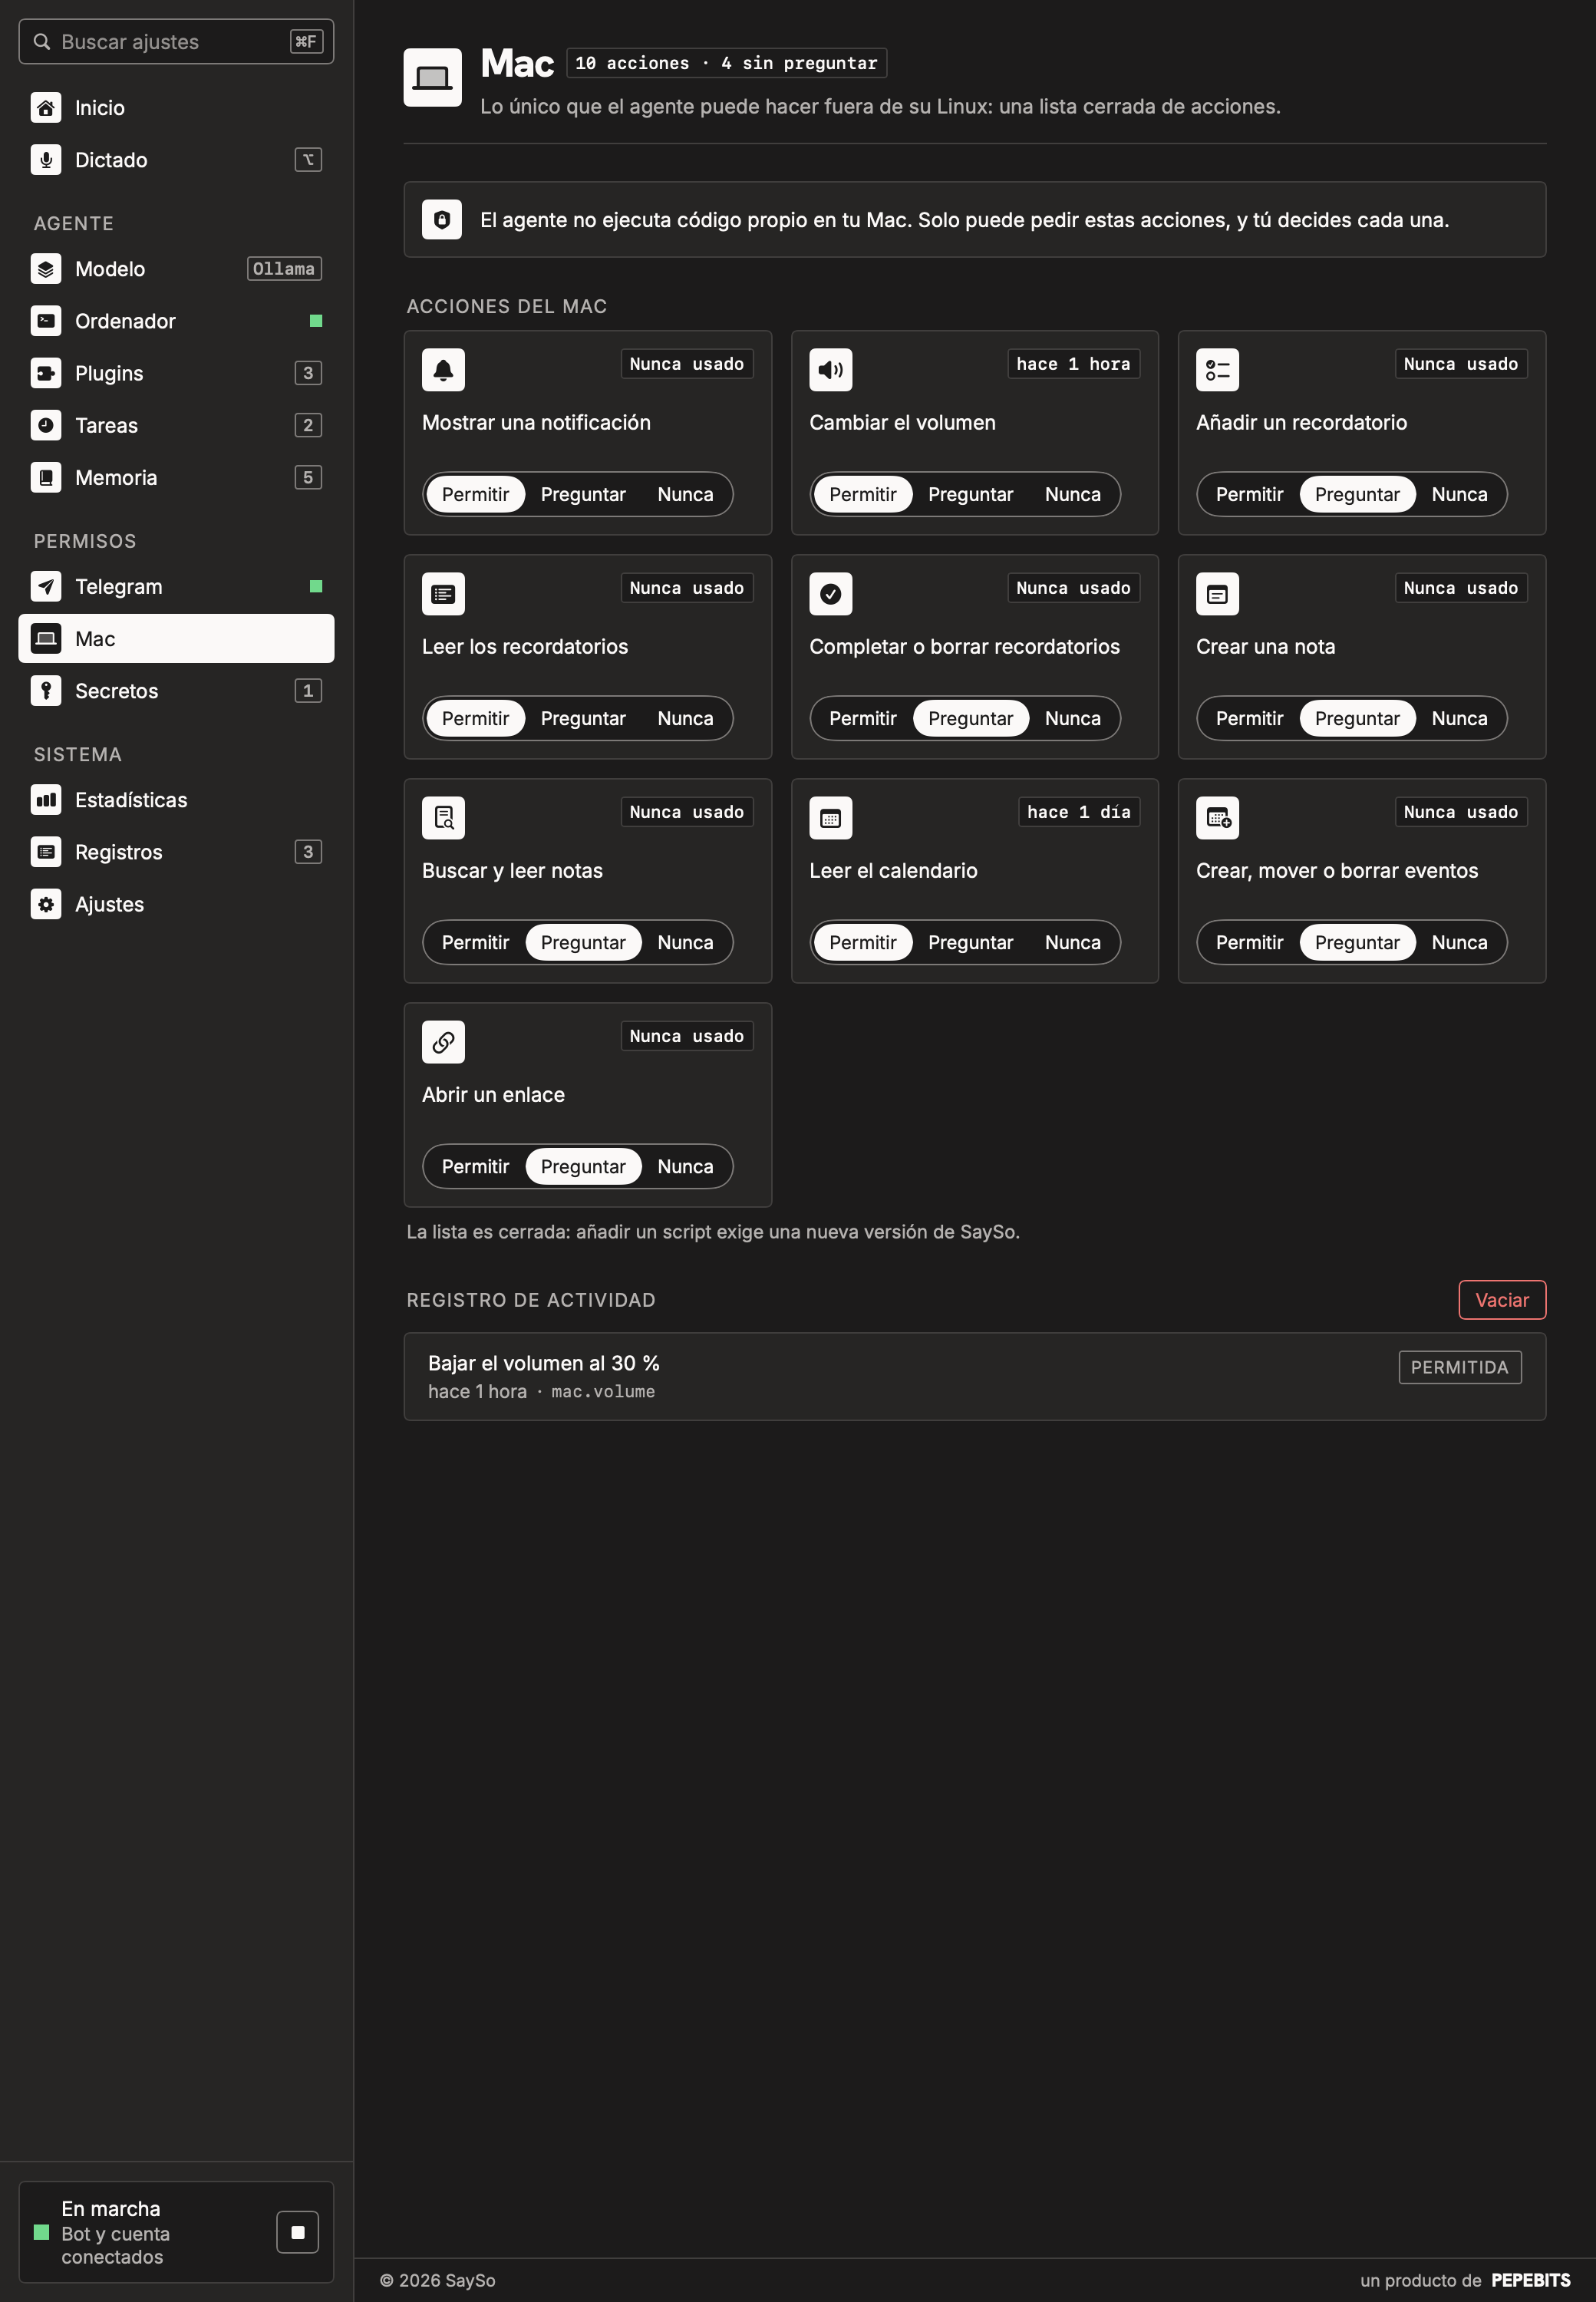 Buscar ajustes ⌘F
Inicio
Dictado ⌥
AGENTE
Modelo Ollama
Ordenador
Plugins 3
Tareas 2
Memoria 5
PERMISOS
Telegram
Mac
Secretos 1
SISTEMA
Estadísticas
Registros 3
Ajustes
En marcha
Bot y cuenta
conectados
Mac 10 acciones · 4 sin preguntar
Lo único que el agente puede hacer fuera de su Linux: una lista cerrada de acciones.
El agente no ejecuta código propio en tu Mac. Solo puede pedir estas acciones, y tú decides cada una.
ACCIONES DEL MAC
Nunca usado
Mostrar una notificación
Permitir Preguntar Nunca
hace 1 hora
Cambiar el volumen
Permitir Preguntar Nunca
Nunca usado
Añadir un recordatorio
Permitir Preguntar Nunca
Nunca usado
Leer los recordatorios
Permitir Preguntar Nunca
Nunca usado
Completar o borrar recordatorios
Permitir Preguntar Nunca
Nunca usado
Crear una nota
Permitir Preguntar Nunca
Nunca usado
Buscar y leer notas
Permitir Preguntar Nunca
hace 1 día
Leer el calendario
Permitir Preguntar Nunca
Nunca usado
Crear, mover o borrar eventos
Permitir Preguntar Nunca
Nunca usado
Abrir un enlace
Permitir Preguntar Nunca
La lista es cerrada: añadir un script exige una nueva versión de SaySo.
REGISTRO DE ACTIVIDAD Vaciar
Bajar el volumen al 30 % PERMITIDA
hace 1 hora · mac.volume
© 2026 SaySo un producto de PEPEBITS